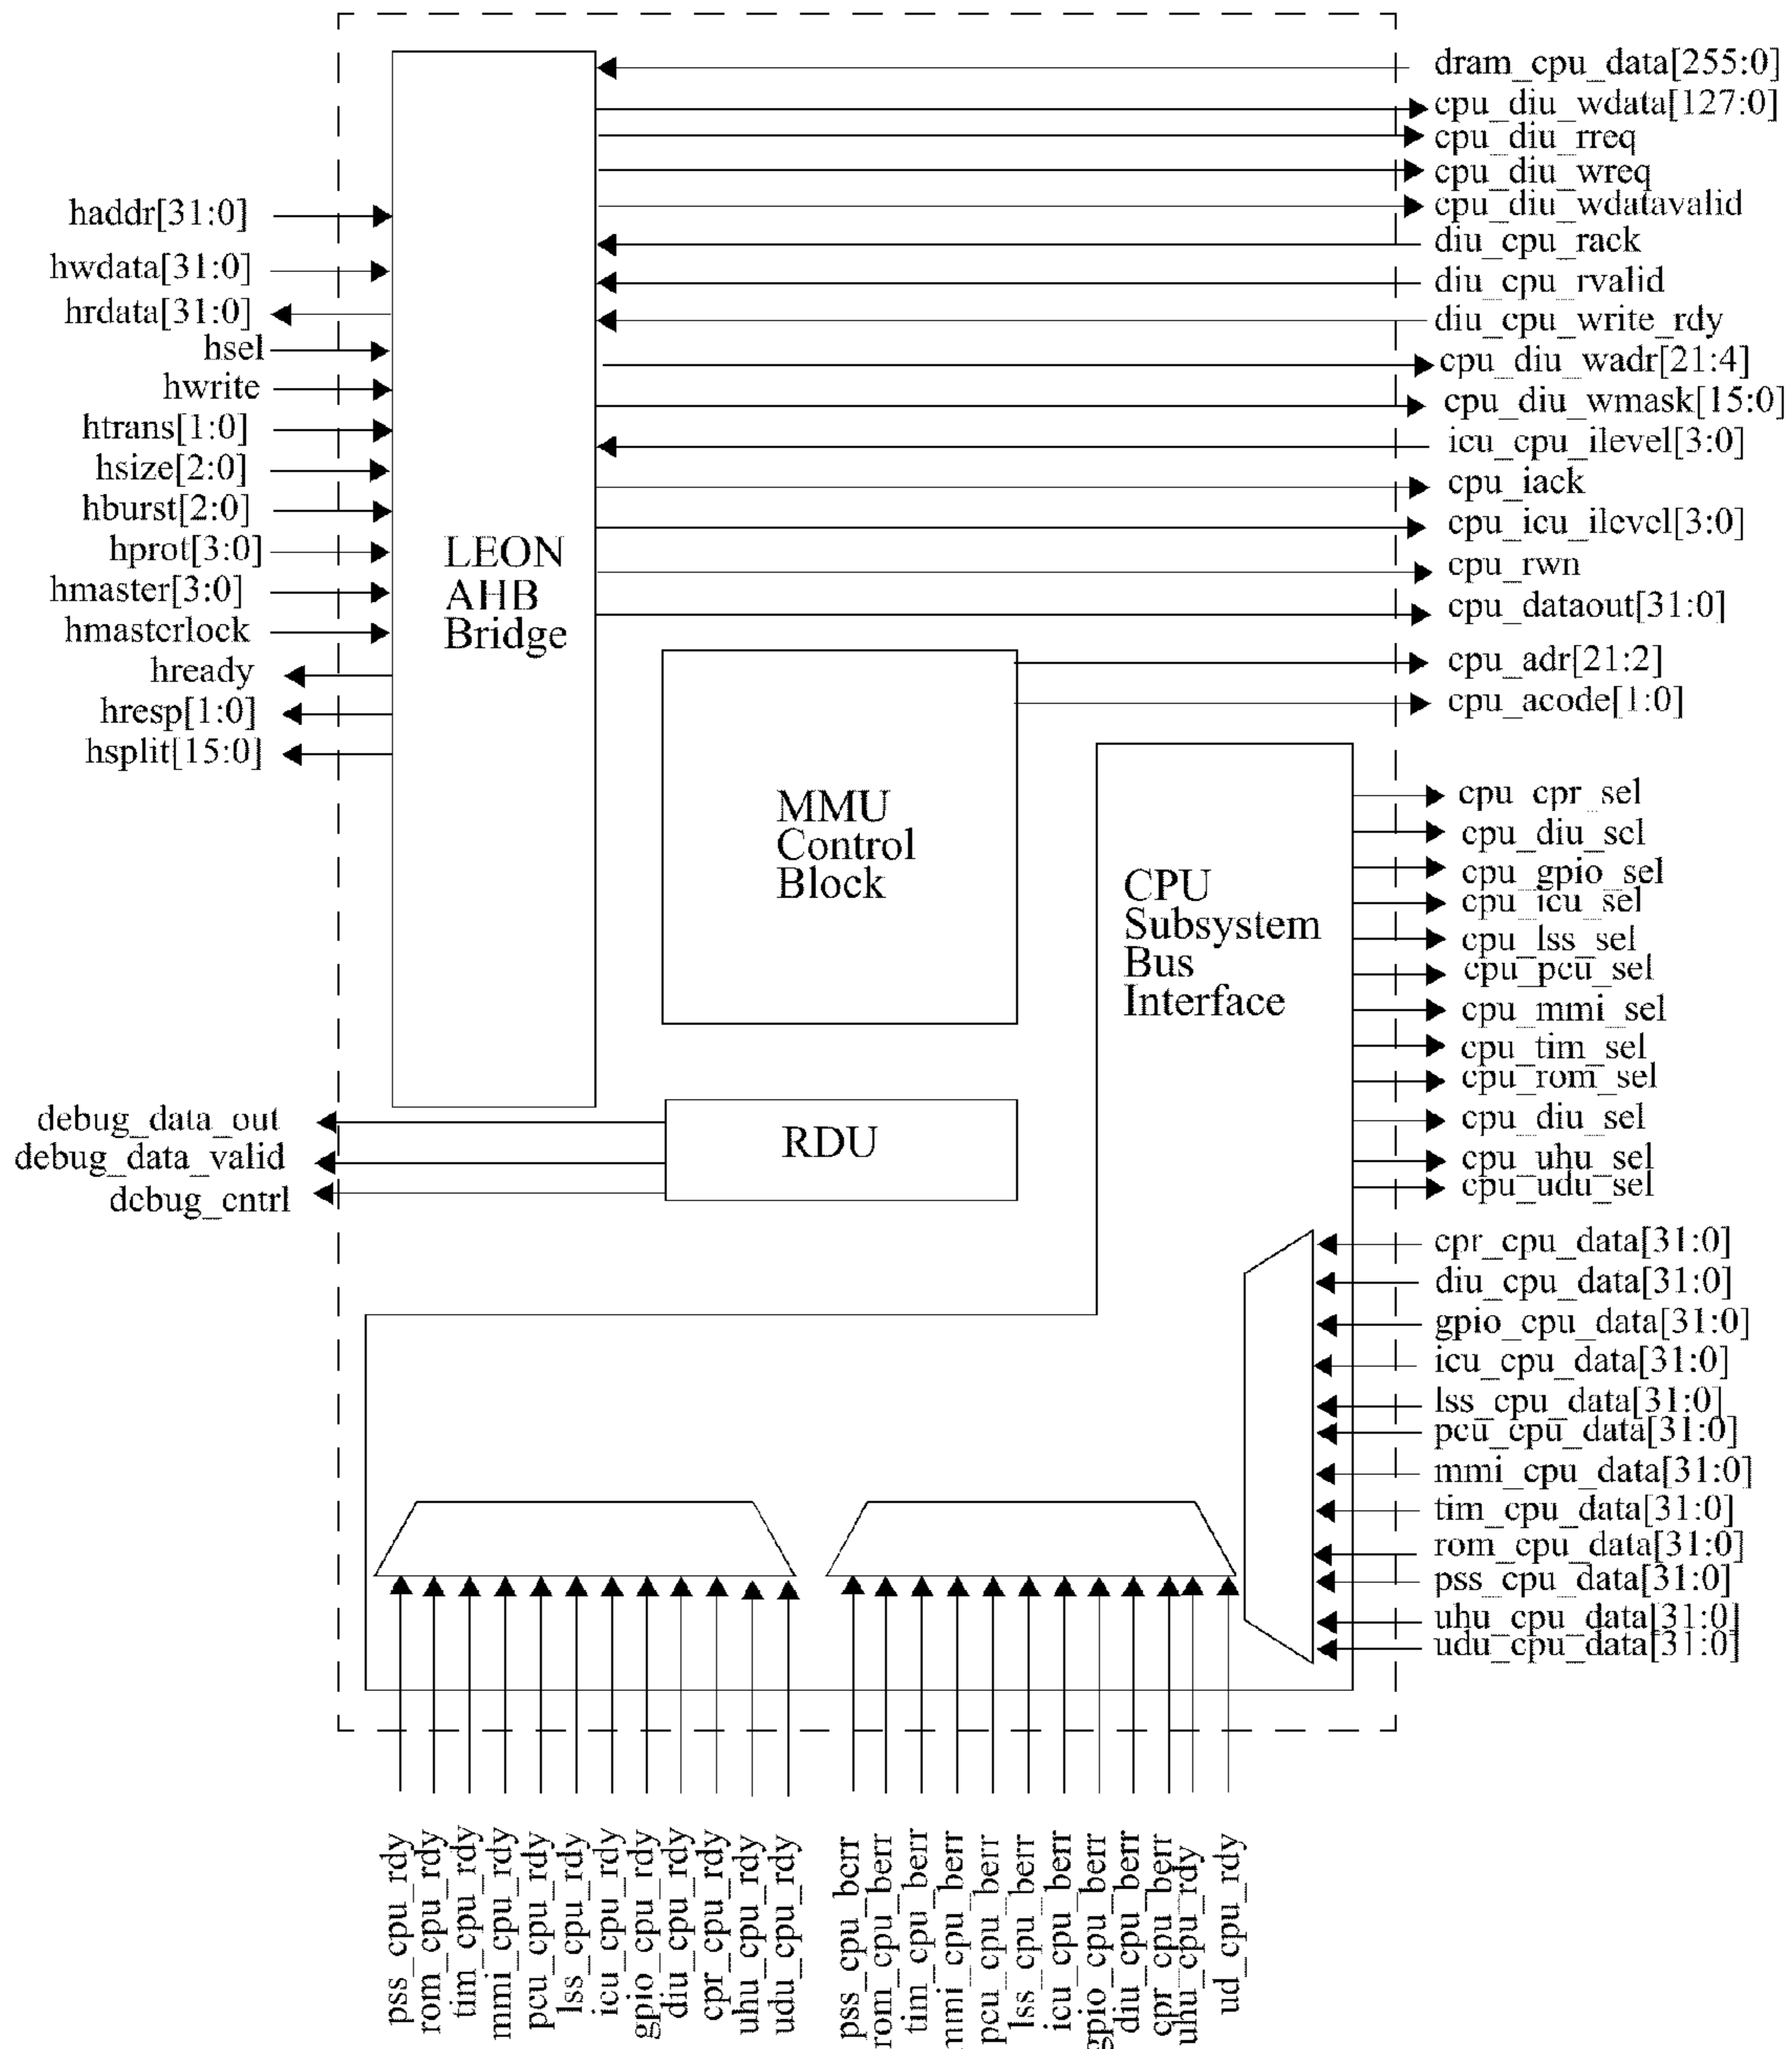 haddr[31:0]
hwdata[31:0]
hrdata[31:0]
hsel
hwrite
htrans[1:0]
hsize[2:0]
hburst[2:0]
hprot[3:0]
hmaster[3:0]
hmasterlock
hready
hresp[1:0]
hsplit[15:0]
debug_data_out
debug_data_valid
debug_cntrl
LEON
AHB
Bridge
MMU
Control
Block
RDU
CPU
Subsystem
Bus
Interface
dram_cpu_data[255:0]
cpu_diu_wdata[127:0]
cpu_diu_rreq
cpu_diu_wreq
cpu_diu_wdatavalid
diu_cpu_rack
diu_cpu_rvalid
diu_cpu_write_rdy
cpu_diu_wadr[21:4]
cpu_diu_wmask[15:0]
icu_cpu_ilevel[3:0]
cpu_iack
cpu_icu_ilevel[3:0]
cpu_rwn
cpu_dataout[31:0]
cpu_adr[21:2]
cpu_acode[1:0]
cpu_cpr_sel
cpu_diu_sel
cpu_gpio_sel
cpu_icu_sel
cpu_lss_sel
cpu_pcu_sel
cpu_mmi_sel
cpu_tim_sel
cpu_rom_sel
cpu_diu_sel
cpu_uhu_sel
cpu_udu_sel
cpr_cpu_data[31:0]
diu_cpu_data[31:0]
gpio_cpu_data[31:0]
icu_cpu_data[31:0]
lss_cpu_data[31:0]
pcu_cpu_data[31:0]
mmi_cpu_data[31:0]
tim_cpu_data[31:0]
rom_cpu_data[31:0]
pss_cpu_data[31:0]
uhu_cpu_data[31:0]
udu_cpu_data[31:0]
pss_cpu_rdy
rom_cpu_rdy
tim_cpu_rdy
mmi_cpu_rdy
pcu_cpu_rdy
lss_cpu_rdy
icu_cpu_rdy
gpio_cpu_rdy
diu_cpu_rdy
cpr_cpu_rdy
uhu_cpu_rdy
udu_cpu_rdy
pss_cpu_berr
rom_cpu_berr
tim_cpu_berr
mmi_cpu_berr
pcu_cpu_berr
lss_cpu_berr
icu_cpu_berr
gpio_cpu_berr
diu_cpu_berr
cpr_cpu_berr
uhu_cpu_rdy
ud_cpu_rdy